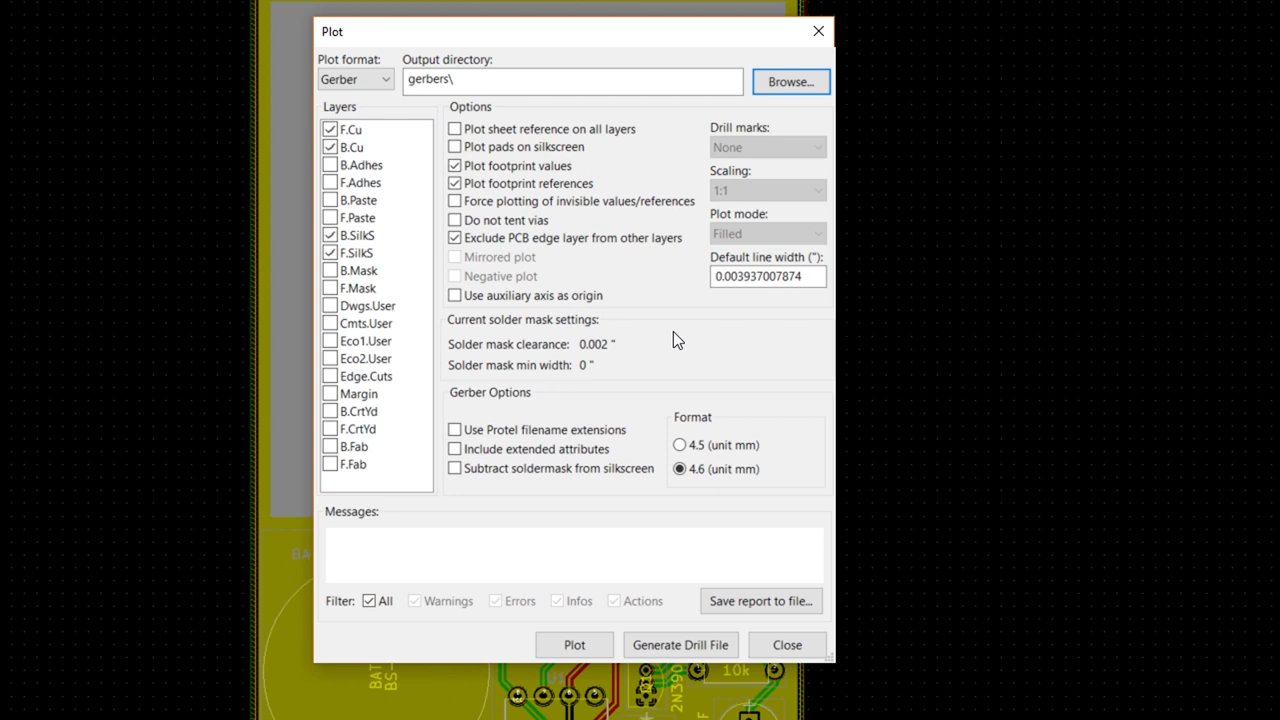 Plot
Plot format:
Output directory:
Gerber
gerbers\
Browse...
Layers
F.Cu
B.Cu
B.Adhes
F.Adhes
B.Paste
F.Paste
B.SilkS
F.SilkS
B.Mask
F.Mask
Dwgs.User
Cmts.User
Eco1.User
Eco2.User
Edge.Cuts
Margin
B.CrtYd
F.CrtYd
B.Fab
F.Fab
Options
Plot sheet reference on all layers
Plot pads on silkscreen
Plot footprint values
Plot footprint references
Force plotting of invisible values/references
Do not tent vias
Exclude PCB edge layer from other layers
Mirrored plot
Negative plot
Use auxiliary axis as origin
Drill marks:
None
Scaling:
1:1
Plot mode:
Filled
Default line width ("):
0.003937007874
Current solder mask settings:
Solder mask clearance: 0.002 "
Solder mask min width: 0 "
Gerber Options
Use Protel filename extensions
Include extended attributes
Subtract soldermask from silkscreen
Format
4.5 (unit mm)
4.6 (unit mm)
Messages:
Filter: All Warnings Errors Infos Actions
Save report to file...
Plot
Generate Drill File
Close
BA
BAT
BS-
U1
2N390
10k
F